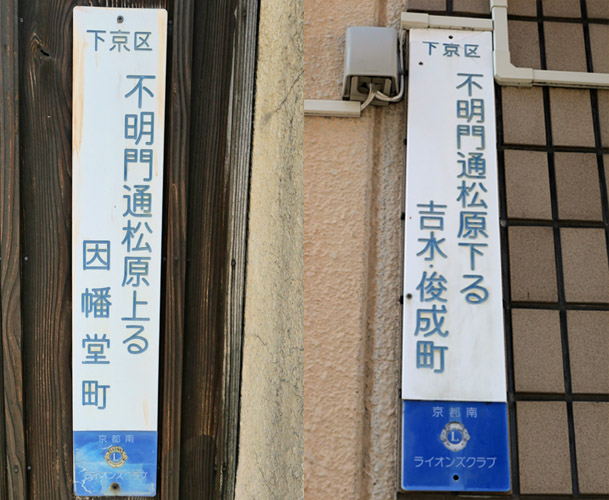 下京区
不明門通松原上る
因幡堂町
京都南
L
ライオンズクラブ
下京区
不明門通松原下る
吉水・俊成町
京都南
L
ライオンズクラブ